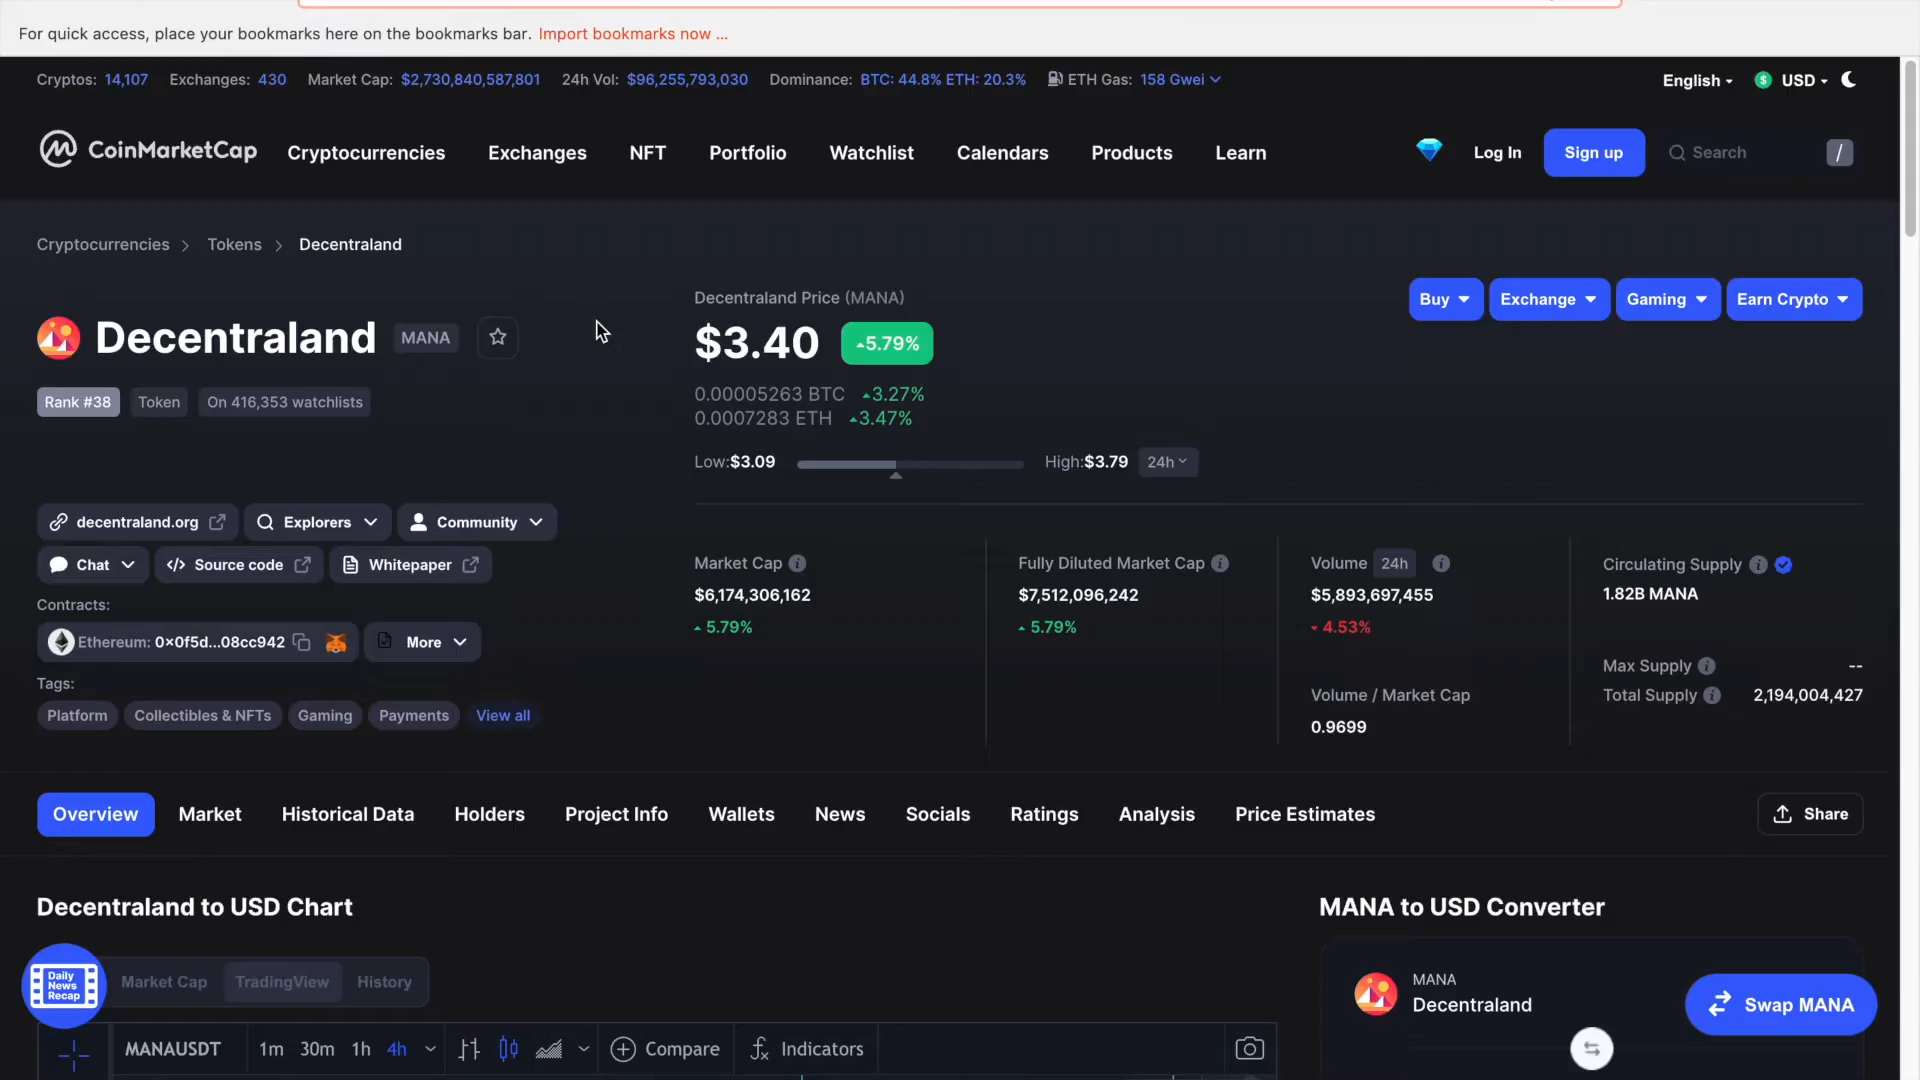 For quick access, place your bookmarks here on the bookmarks bar. Import bookmarks now ...
Cryptos: 14,107 Exchanges: 430 Market Cap: $2,730,840,587,801 24h Vol: $96,255,793,030 Dominance: BTC: 44.8% ETH: 20.3% ETH Gas: 158 Gwei
English $ USD
CoinMarketCap Cryptocurrencies Exchanges NFT Portfolio Watchlist Calendars Products Learn Log In Sign up Search /
Cryptocurrencies > Tokens > Decentraland
Decentraland MANA
Rank #38 Token On 416,353 watchlists
Decentraland Price (MANA)
$3.40 5.79%
0.00005263 BTC 3.27%
0.0007283 ETH 3.47%
Low:$3.09 High:$3.79 24h
Buy Exchange Gaming Earn Crypto
decentraland.org Explorers Community
Chat Source code Whitepaper
Contracts:
Ethereum: 0x0f5d...08cc942 More
Tags:
Platform Collectibles & NFTs Gaming Payments View all
Market Cap
$6,174,306,162
5.79%
Fully Diluted Market Cap
$7,512,096,242
5.79%
Volume 24h
$5,893,697,455
4.53%
Volume / Market Cap
0.9699
Circulating Supply
1.82B MANA
Max Supply --
Total Supply 2,194,004,427
Overview Market Historical Data Holders Project Info Wallets News Socials Ratings Analysis Price Estimates Share
Decentraland to USD Chart
Daily
News
Recap
Market Cap TradingView History
MANAUSDT 1m 30m 1h 4h Compare Indicators
MANA to USD Converter
MANA
Decentraland
Swap MANA